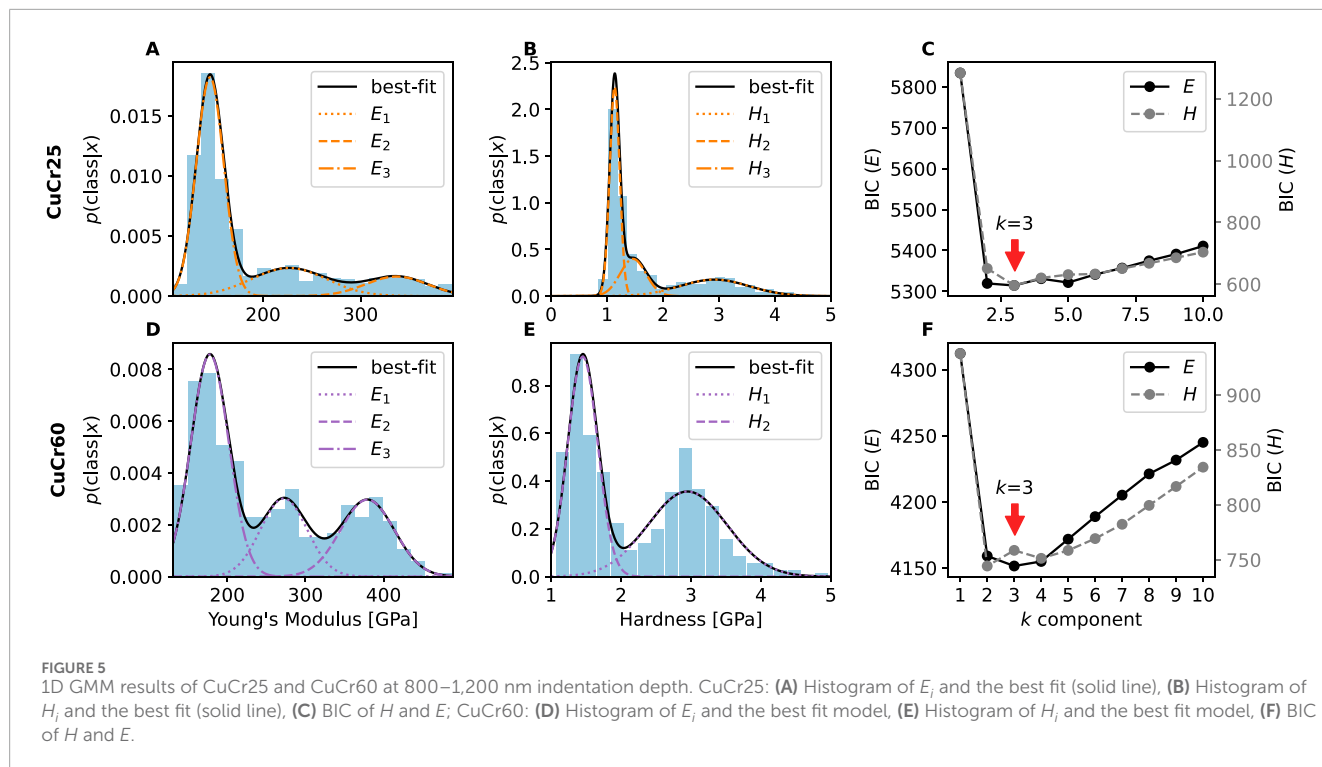 A
CuCr25
p(class|x)
0.015
0.010
0.005
0.000
200
300
best-fit
E1
E2
E3
B
p(class|x)
2.5
2.0
1.5
1.0
0.5
0.0
0
1
2
3
4
5
best-fit
H1
H2
H3
C
BIC (E)
5800
5700
5600
5500
5400
5300
2.5
5.0
7.5
10.0
k=3
E
H
1200
1000
800
600
BIC (H)
D
CuCr60
p(class|x)
0.008
0.006
0.004
0.002
0.000
200
300
400
Young's Modulus [GPa]
best-fit
E1
E2
E3
E
p(class|x)
0.8
0.6
0.4
0.2
0.0
1
2
3
4
5
Hardness [GPa]
best-fit
H1
H2
F
BIC (E)
4300
4250
4200
4150
1 2 3 4 5 6 7 8 9 10
k component
k=3
E
H
900
850
800
750
BIC (H)
FIGURE 5
1D GMM results of CuCr25 and CuCr60 at 800–1,200 nm indentation depth. CuCr25: (A) Histogram of Ei and the best fit (solid line), (B) Histogram of
Hi and the best fit (solid line), (C) BIC of H and E; CuCr60: (D) Histogram of Ei and the best fit model, (E) Histogram of Hi and the best fit model, (F) BIC
of H and E.